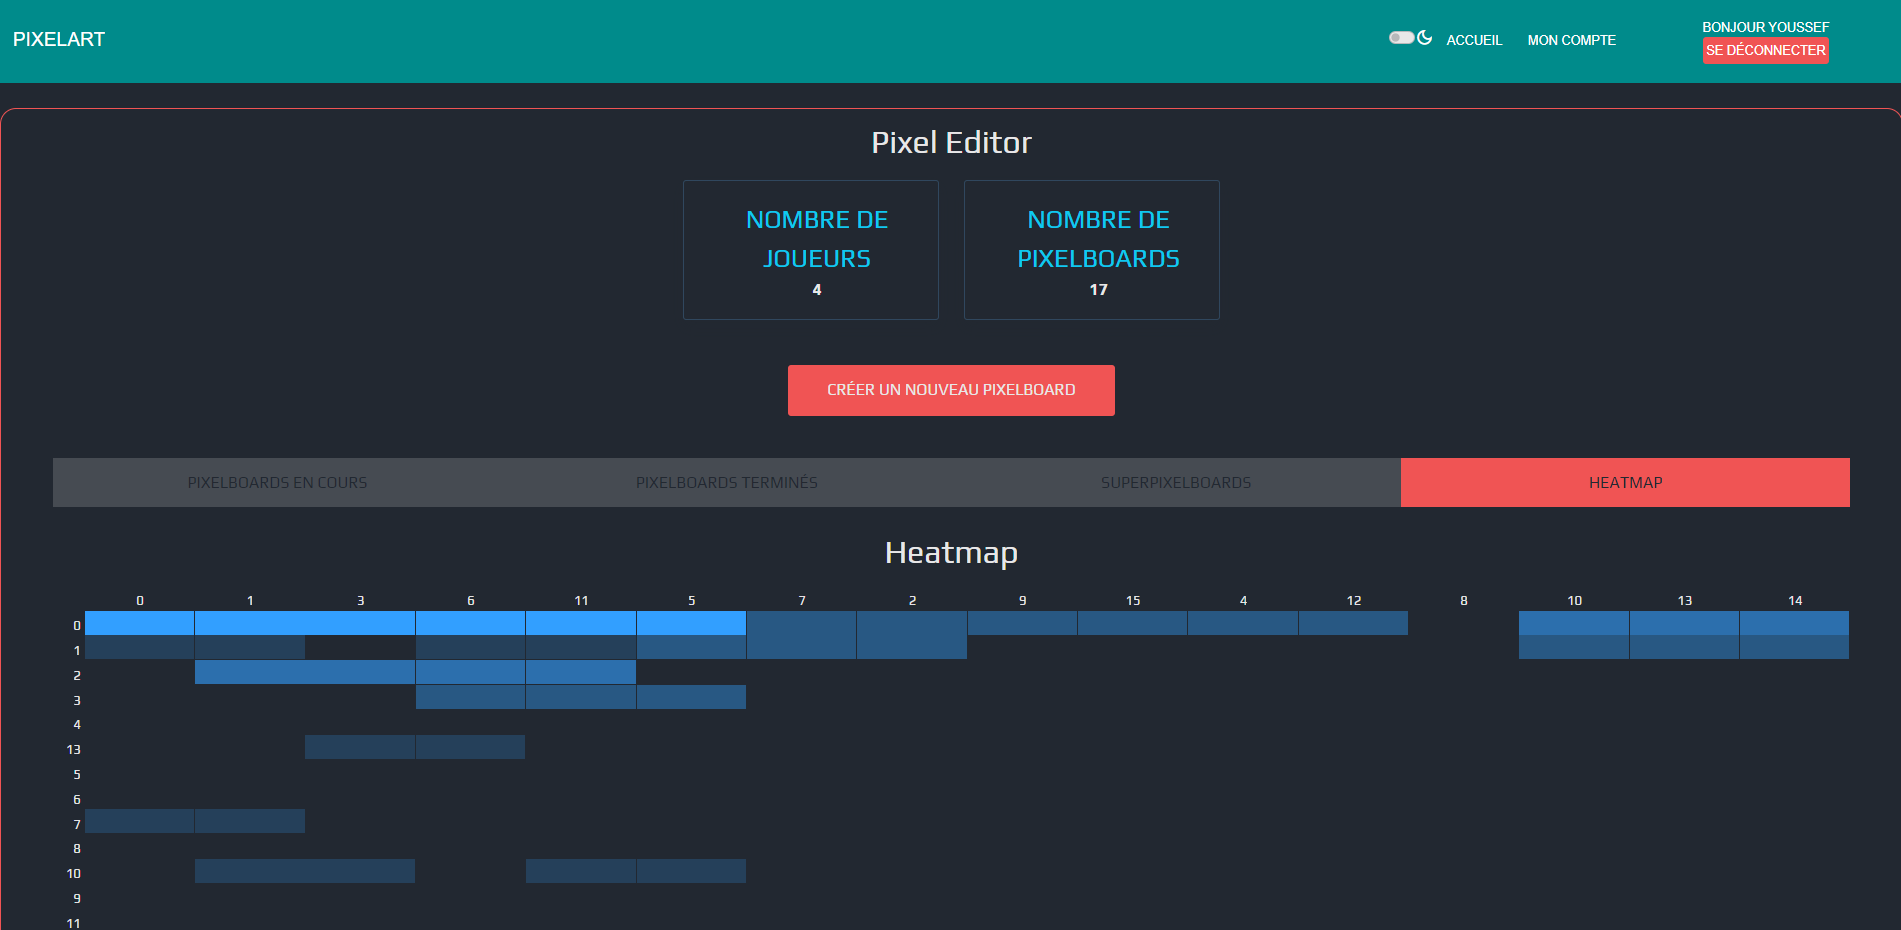 PIXELART
ACCUEIL
MON COMPTE
BONJOUR YOUSSEF
SE DÉCONNECTER
Pixel Editor
NOMBRE DE
JOUEURS
4
NOMBRE DE
PIXELBOARDS
17
CRÉER UN NOUVEAU PIXELBOARD
PIXELBOARDS EN COURS
PIXELBOARDS TERMINÉS
SUPERPIXELBOARDS
HEATMAP
Heatmap
0 1 3 6 11 5 7 2 9 15 4 12 8 10 13 14
0
1
2
3
4
13
5
6
7
8
10
9
11